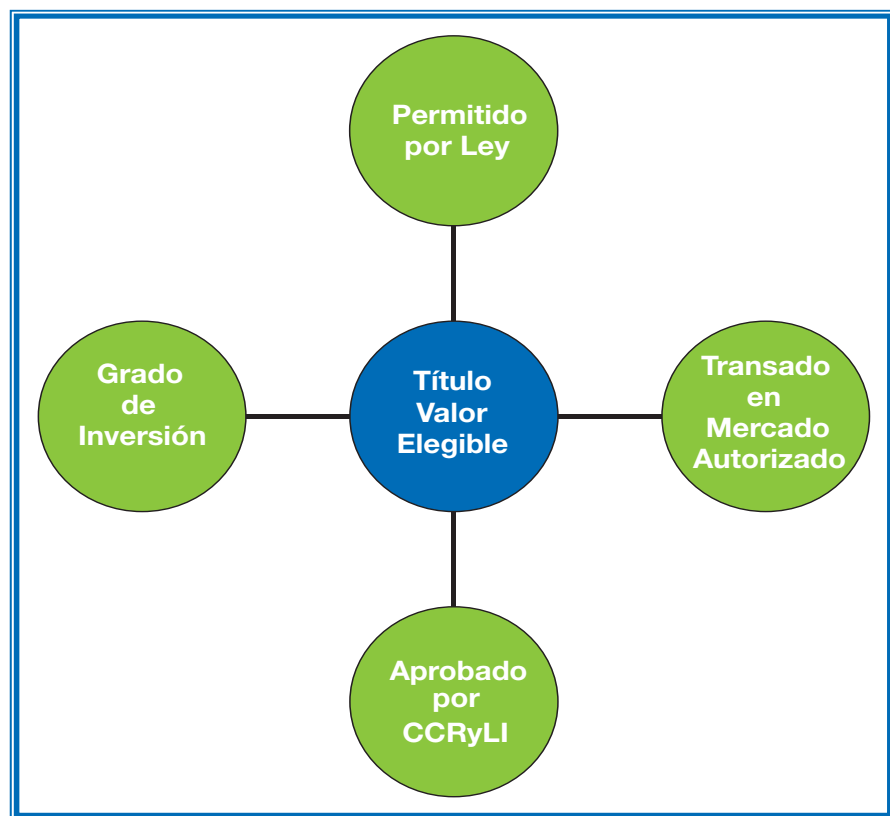 Permitido
por Ley
Grado
de
Inversión
Título
Valor
Elegible
Transado
en
Mercado
Autorizado
Aprobado
por
CCRyLI